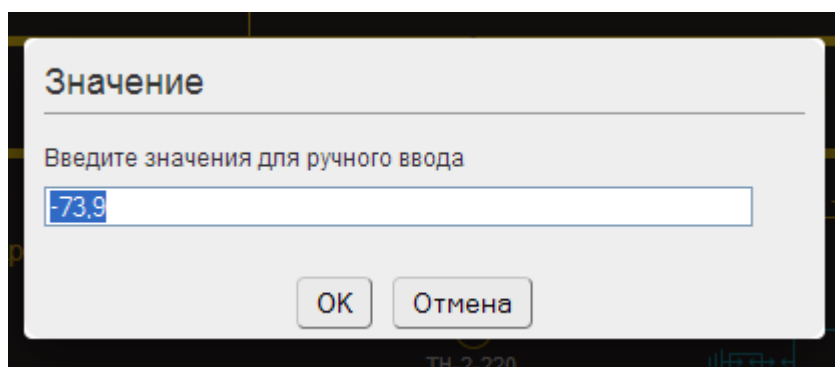 Значение
Введите значения для ручного ввода
-73,9
OK Отмена
ТН-2-220